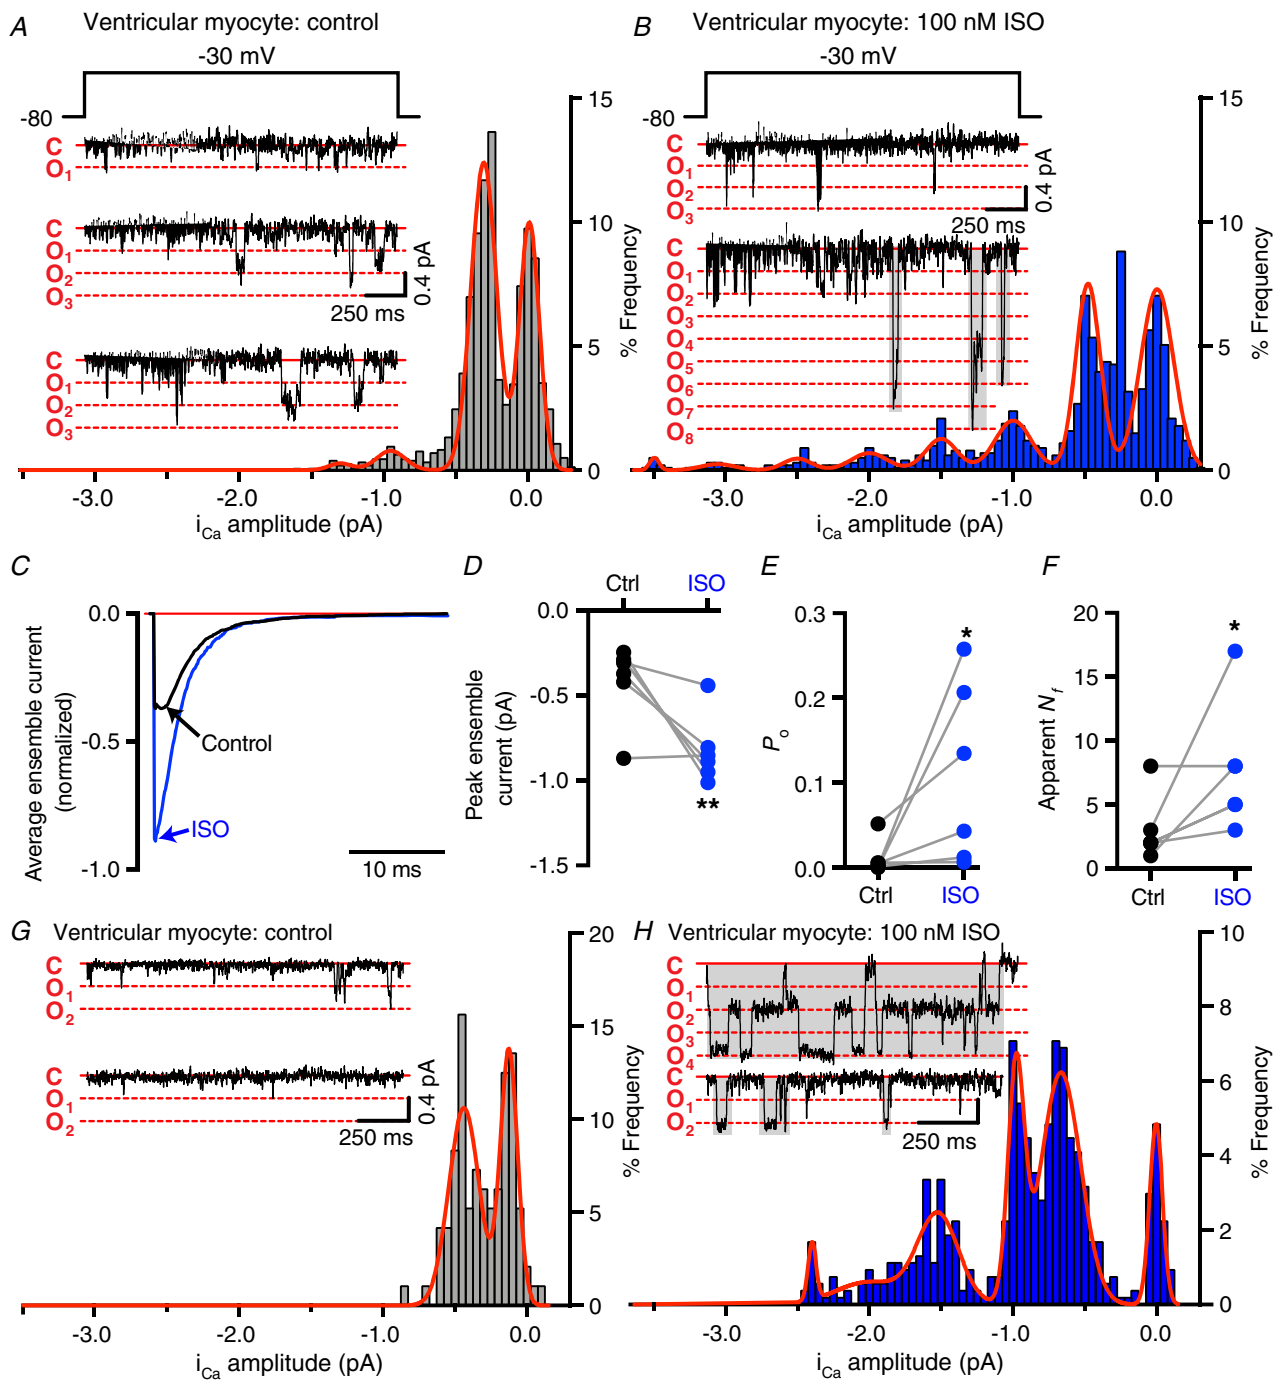 A Ventricular myocyte: control
-30 mV
-80
C
O1
C
O1
O2
O3
0.4 pA
250 ms
C
O1
O2
O3
15
10
5
0
% Frequency
-3.0 -2.0 -1.0 0.0
iCa amplitude (pA)
B Ventricular myocyte: 100 nM ISO
-30 mV
-80
C
O1
O2
O3
0.4 pA
250 ms
C
O1
O2
O3
O4
O5
O6
O7
O8
15
10
5
0
% Frequency
-3.0 -2.0 -1.0 0.0
iCa amplitude (pA)
C
Average ensemble current
(normalized)
0.0
-0.5
-1.0
Control
ISO
10 ms
D
Ctrl ISO
Peak ensemble
current (pA)
0.0
-0.5
-1.0
-1.5
**
E
Po
0.3
0.2
0.1
0.0
*
Ctrl ISO
F
Apparent Nf
20
15
10
5
0
*
Ctrl ISO
G Ventricular myocyte: control
C
O1
O2
C
O1
O2
0.4 pA
250 ms
20
15
10
5
0
% Frequency
-3.0 -2.0 -1.0 0.0
iCa amplitude (pA)
H Ventricular myocyte: 100 nM ISO
C
O1
O2
O3
O4
C
O1
O2
250 ms
10
8
6
4
2
0
% Frequency
-3.0 -2.0 -1.0 0.0
iCa amplitude (pA)